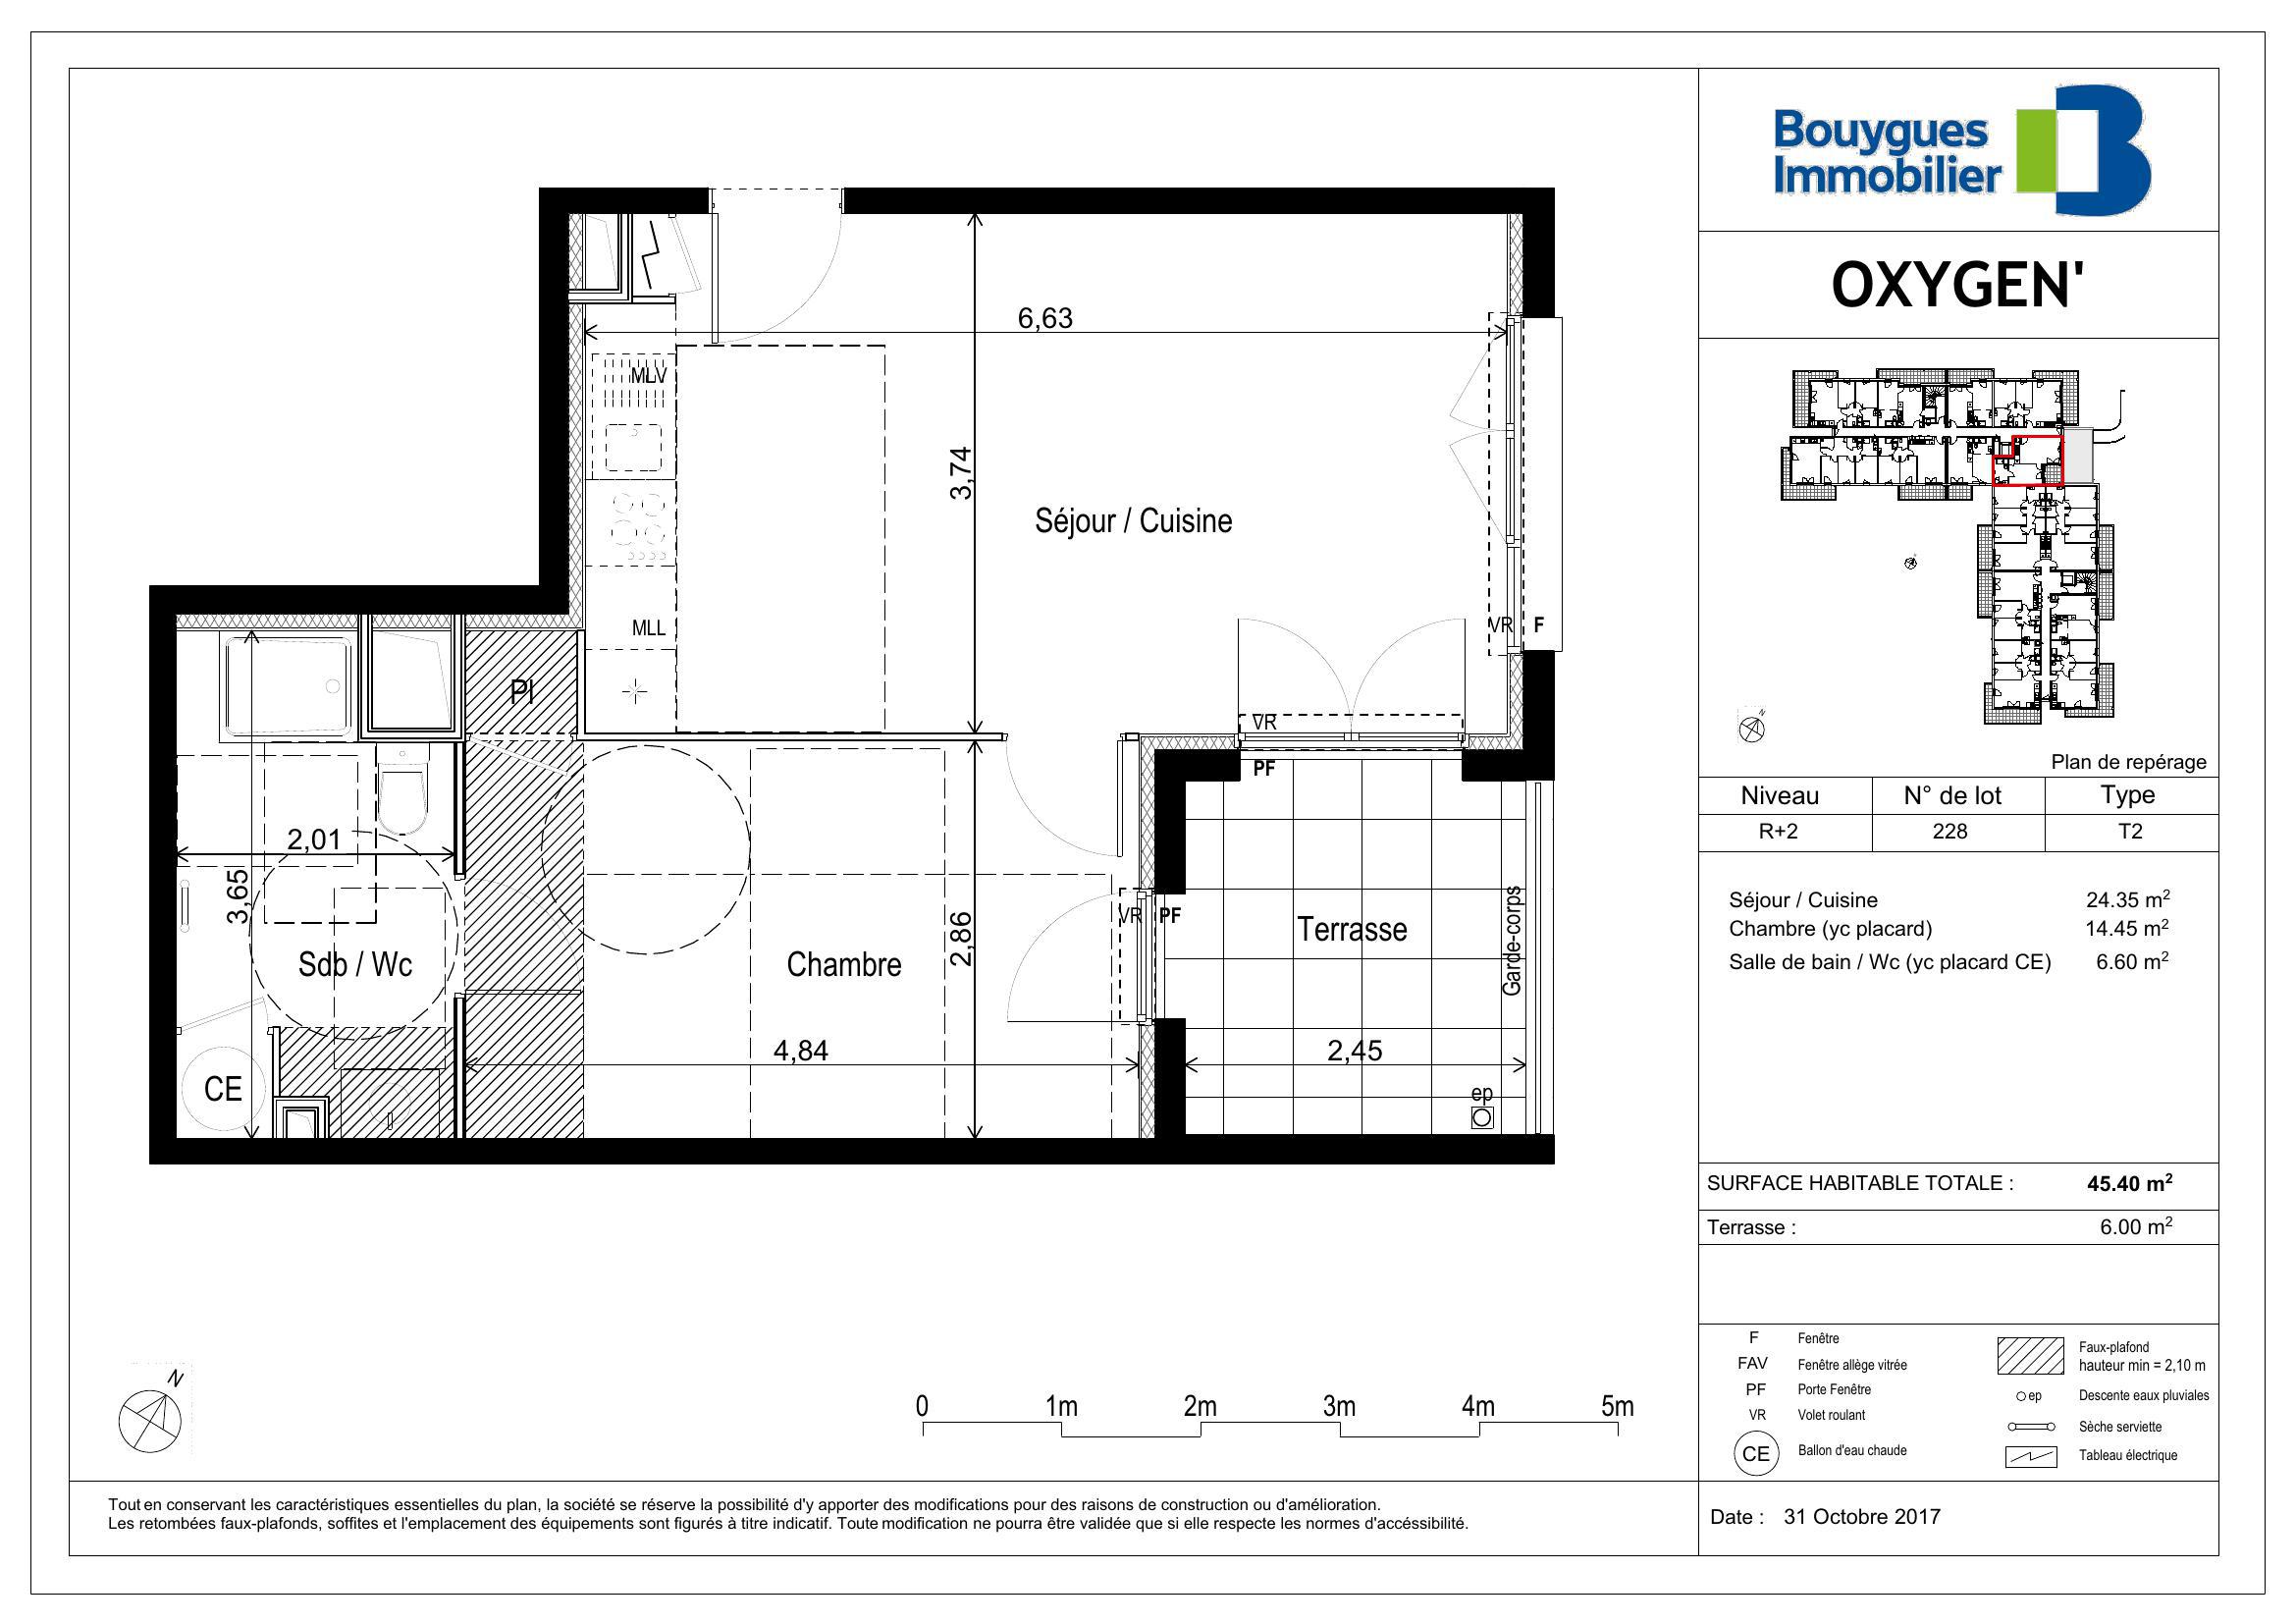 Bouygues
Immobilier
OXYGEN'
N
Plan de repérage
Niveau N° de lot Type
R+2 228 T2
Séjour / Cuisine 24.35 m²
Chambre (yc placard) 14.45 m²
Salle de bain / Wc (yc placard CE) 6.60 m²
SURFACE HABITABLE TOTALE : 45.40 m²
Terrasse : 6.00 m²
F Fenêtre
FAV Fenêtre allège vitrée
PF Porte Fenêtre
VR Volet roulant
CE Ballon d'eau chaude
Faux-plafond
hauteur min = 2,10 m
ep Descente eaux pluviales
Sèche serviette
Tableau électrique
Date : 31 Octobre 2017
6,63
MLV
3,74
Séjour / Cuisine
MLL
VR F
Pl
VR
PF
2,01
3,65
2,86
VR PF
Terrasse
Garde-corps
Sdb / Wc
Chambre
4,84
2,45
CE
ep
N
0 1m 2m 3m 4m 5m
Tout en conservant les caractéristiques essentielles du plan, la société se réserve la possibilité d'y apporter des modifications pour des raisons de construction ou d'amélioration.
Les retombées faux-plafonds, soffites et l'emplacement des équipements sont figurés à titre indicatif. Toute modification ne pourra être validée que si elle respecte les normes d'accéssibilité.